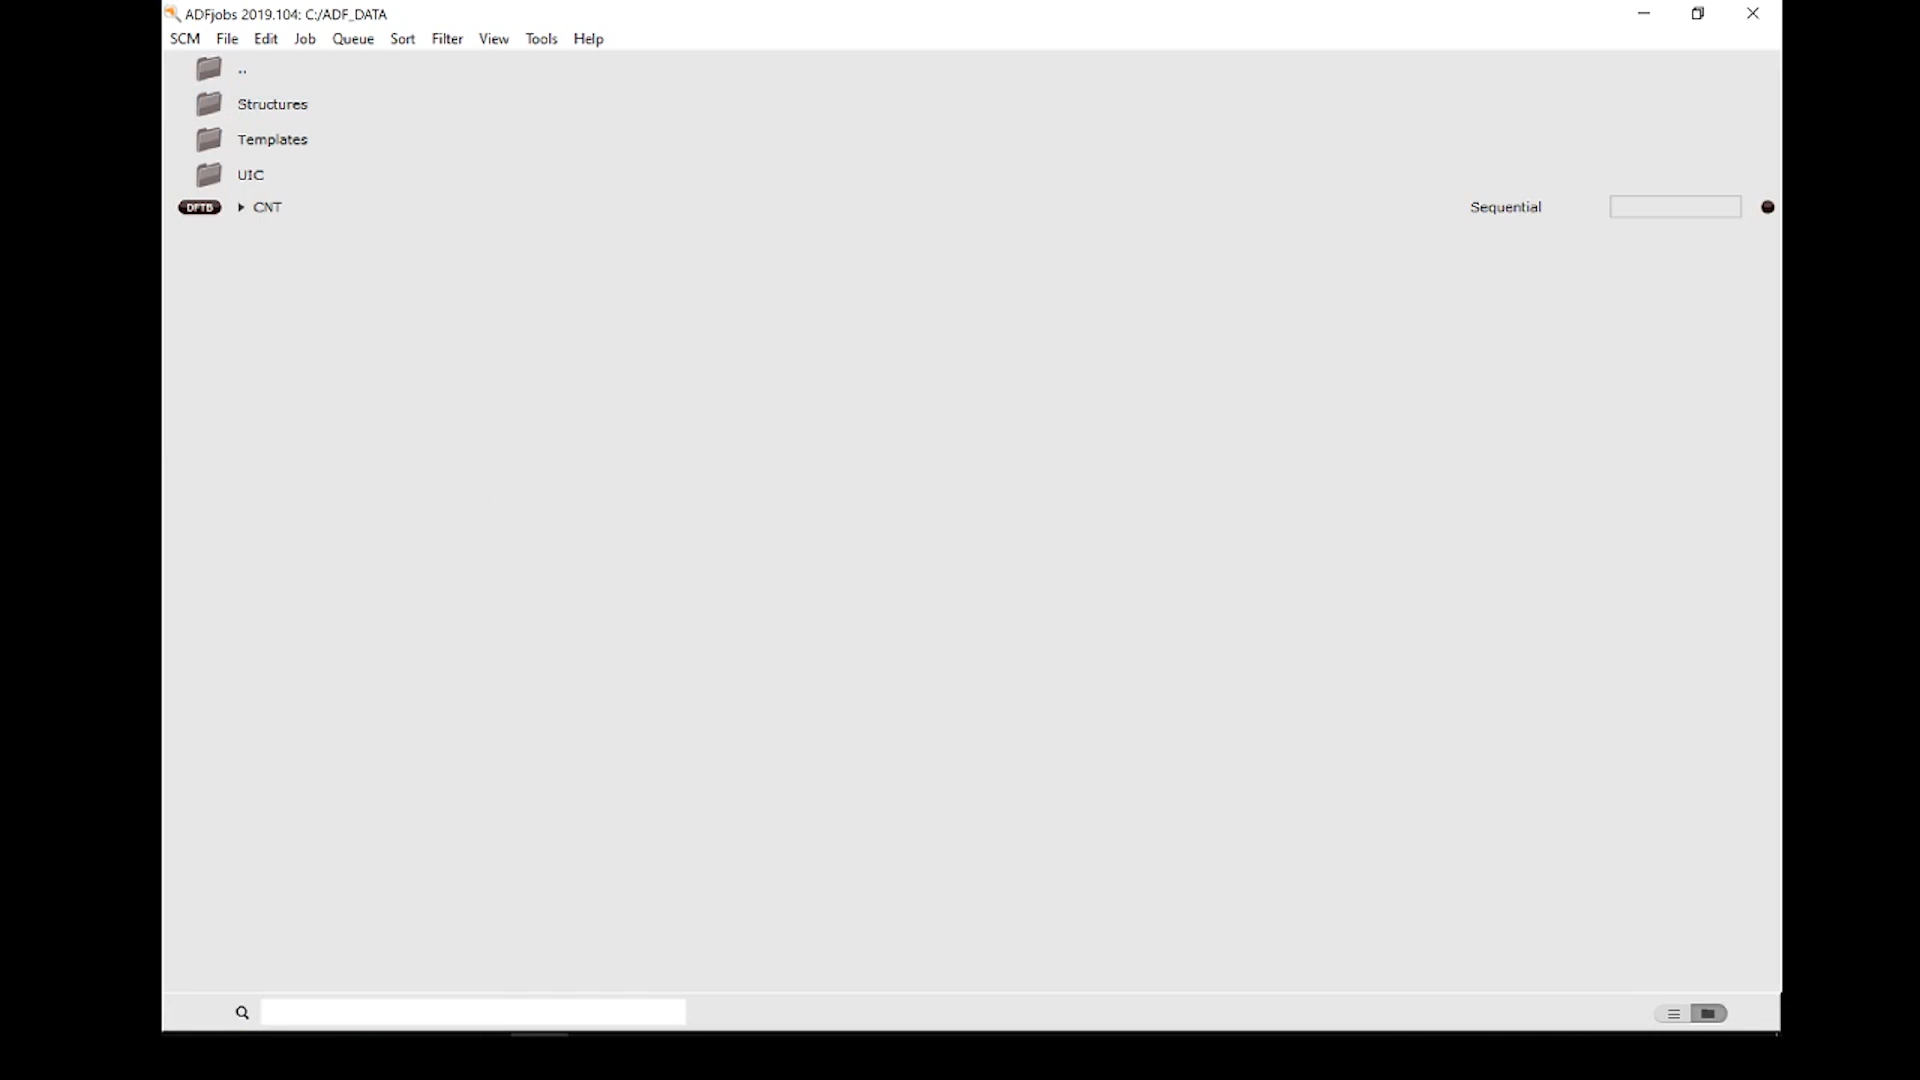 ADFjobs 2019.104: C:/ADF_DATA
SCM File Edit Job Queue Sort Filter View Tools Help
..
Structures
Templates
UIC
DFTB CNT Sequential